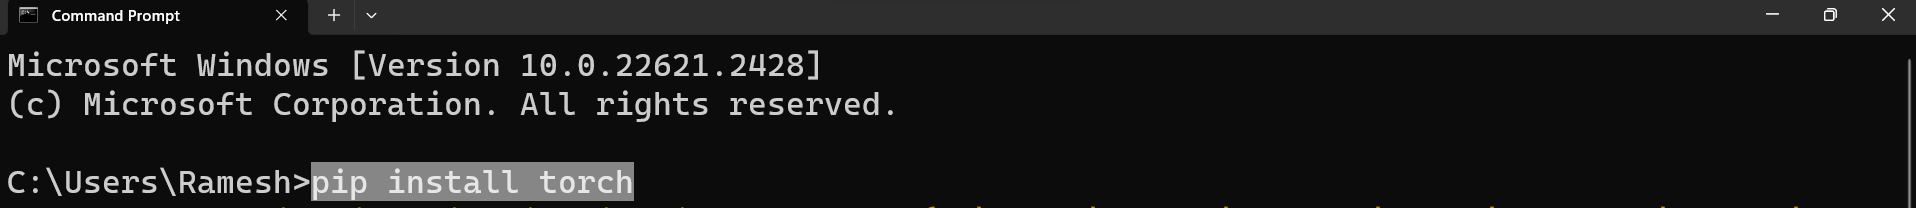 Command Prompt
Microsoft Windows [Version 10.0.22621.2428]
(c) Microsoft Corporation. All rights reserved.
C:\Users\Ramesh>pip install torch